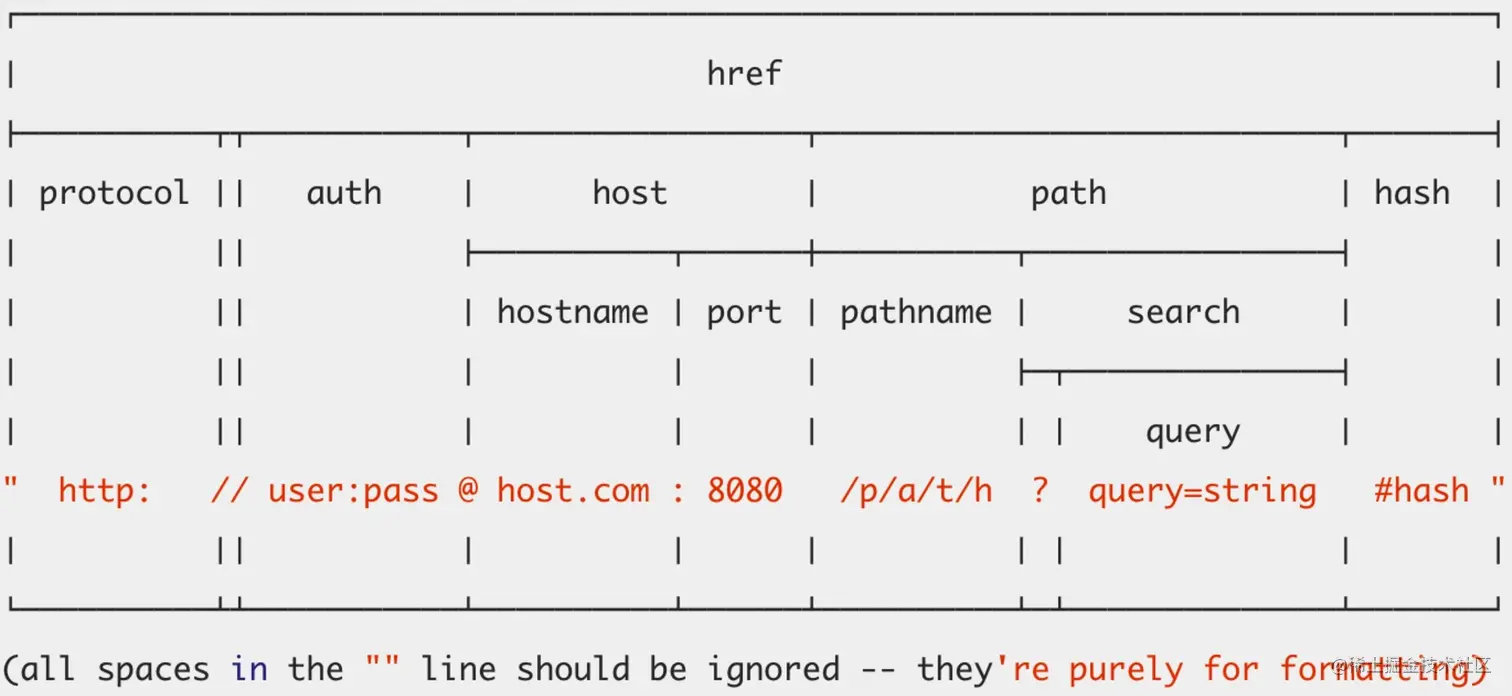 href
protocol auth host path hash
hostname port pathname search
query
" http: // user:pass @ host.com : 8080 /p/a/t/h ? query=string #hash "
(all spaces in the "" line should be ignored -- they're purely for formatting)
@稀土掘金技术社区